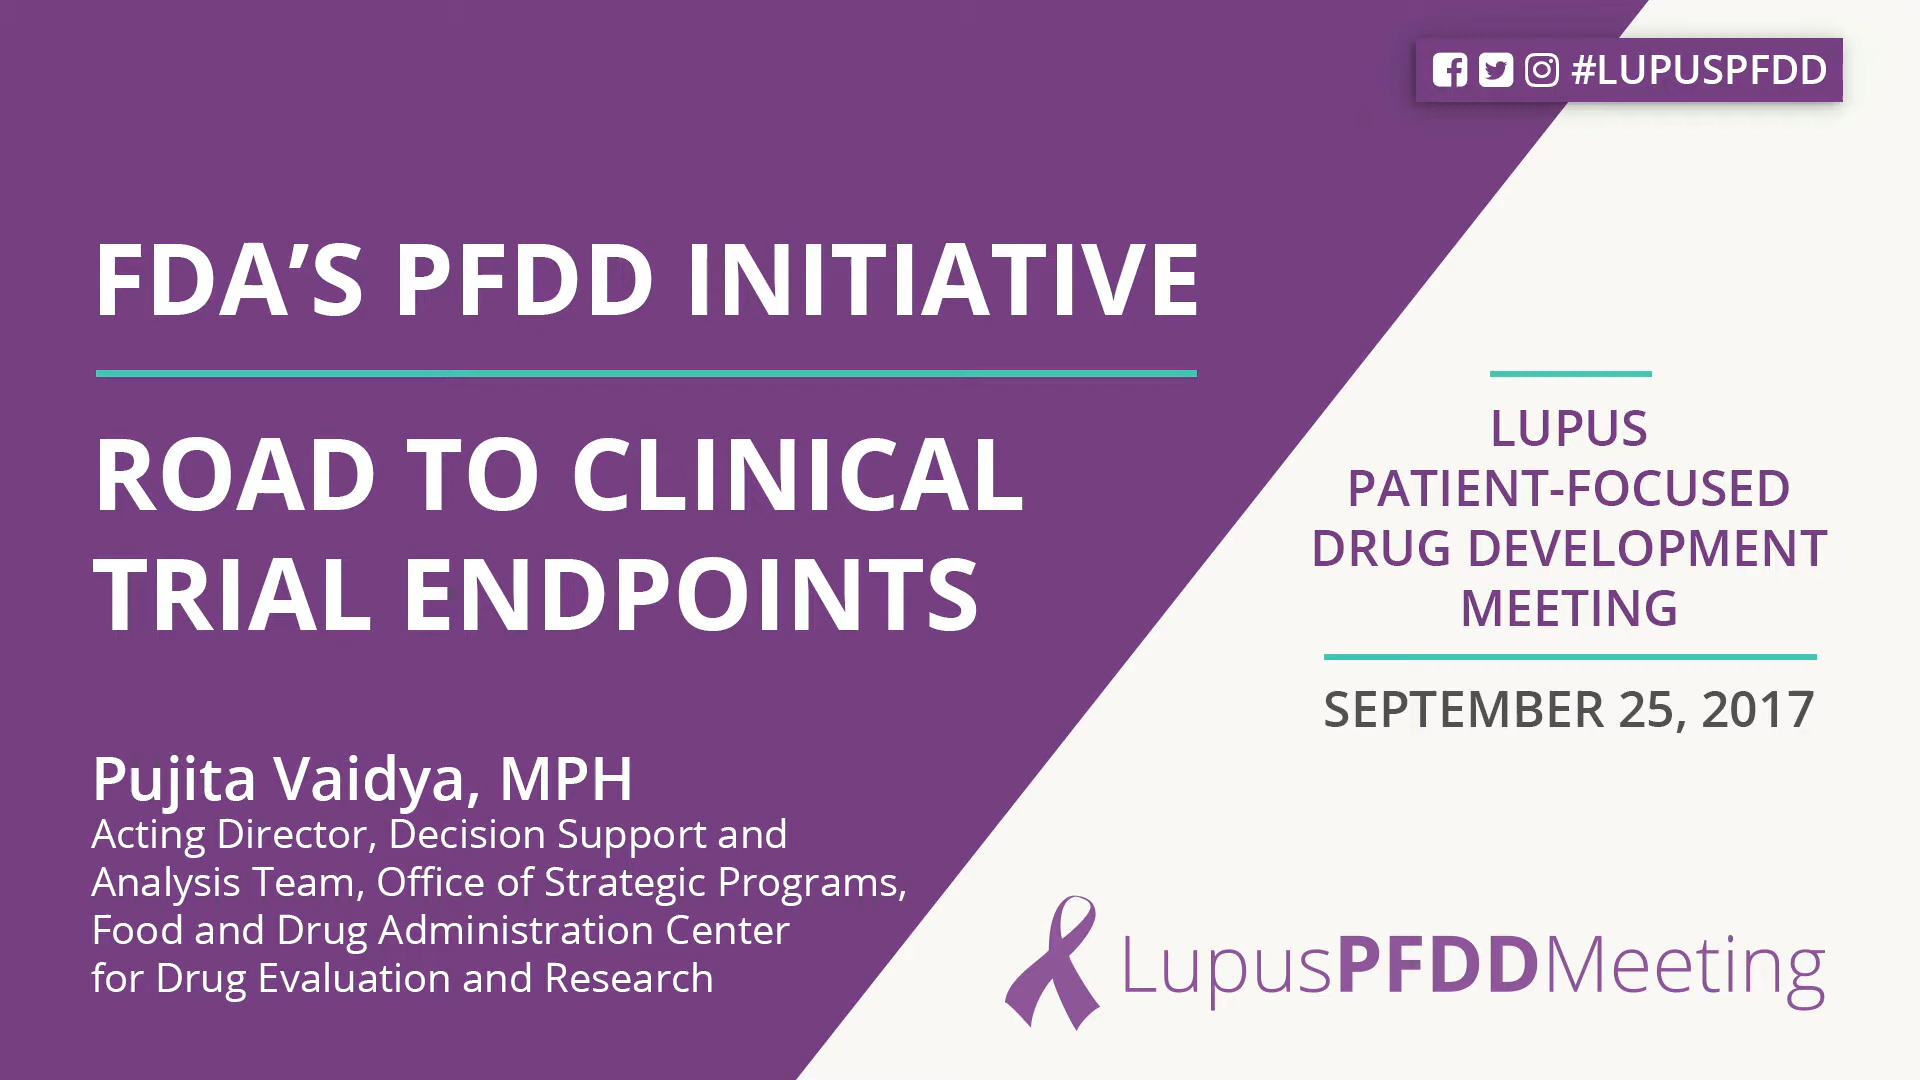 #LUPUSPFDD
FDA’S PFDD INITIATIVE
ROAD TO CLINICAL
TRIAL ENDPOINTS
Pujita Vaidya, MPH
Acting Director, Decision Support and
Analysis Team, Office of Strategic Programs,
Food and Drug Administration Center
for Drug Evaluation and Research
LUPUS
PATIENT-FOCUSED
DRUG DEVELOPMENT
MEETING
SEPTEMBER 25, 2017
LupusPFDDMeeting